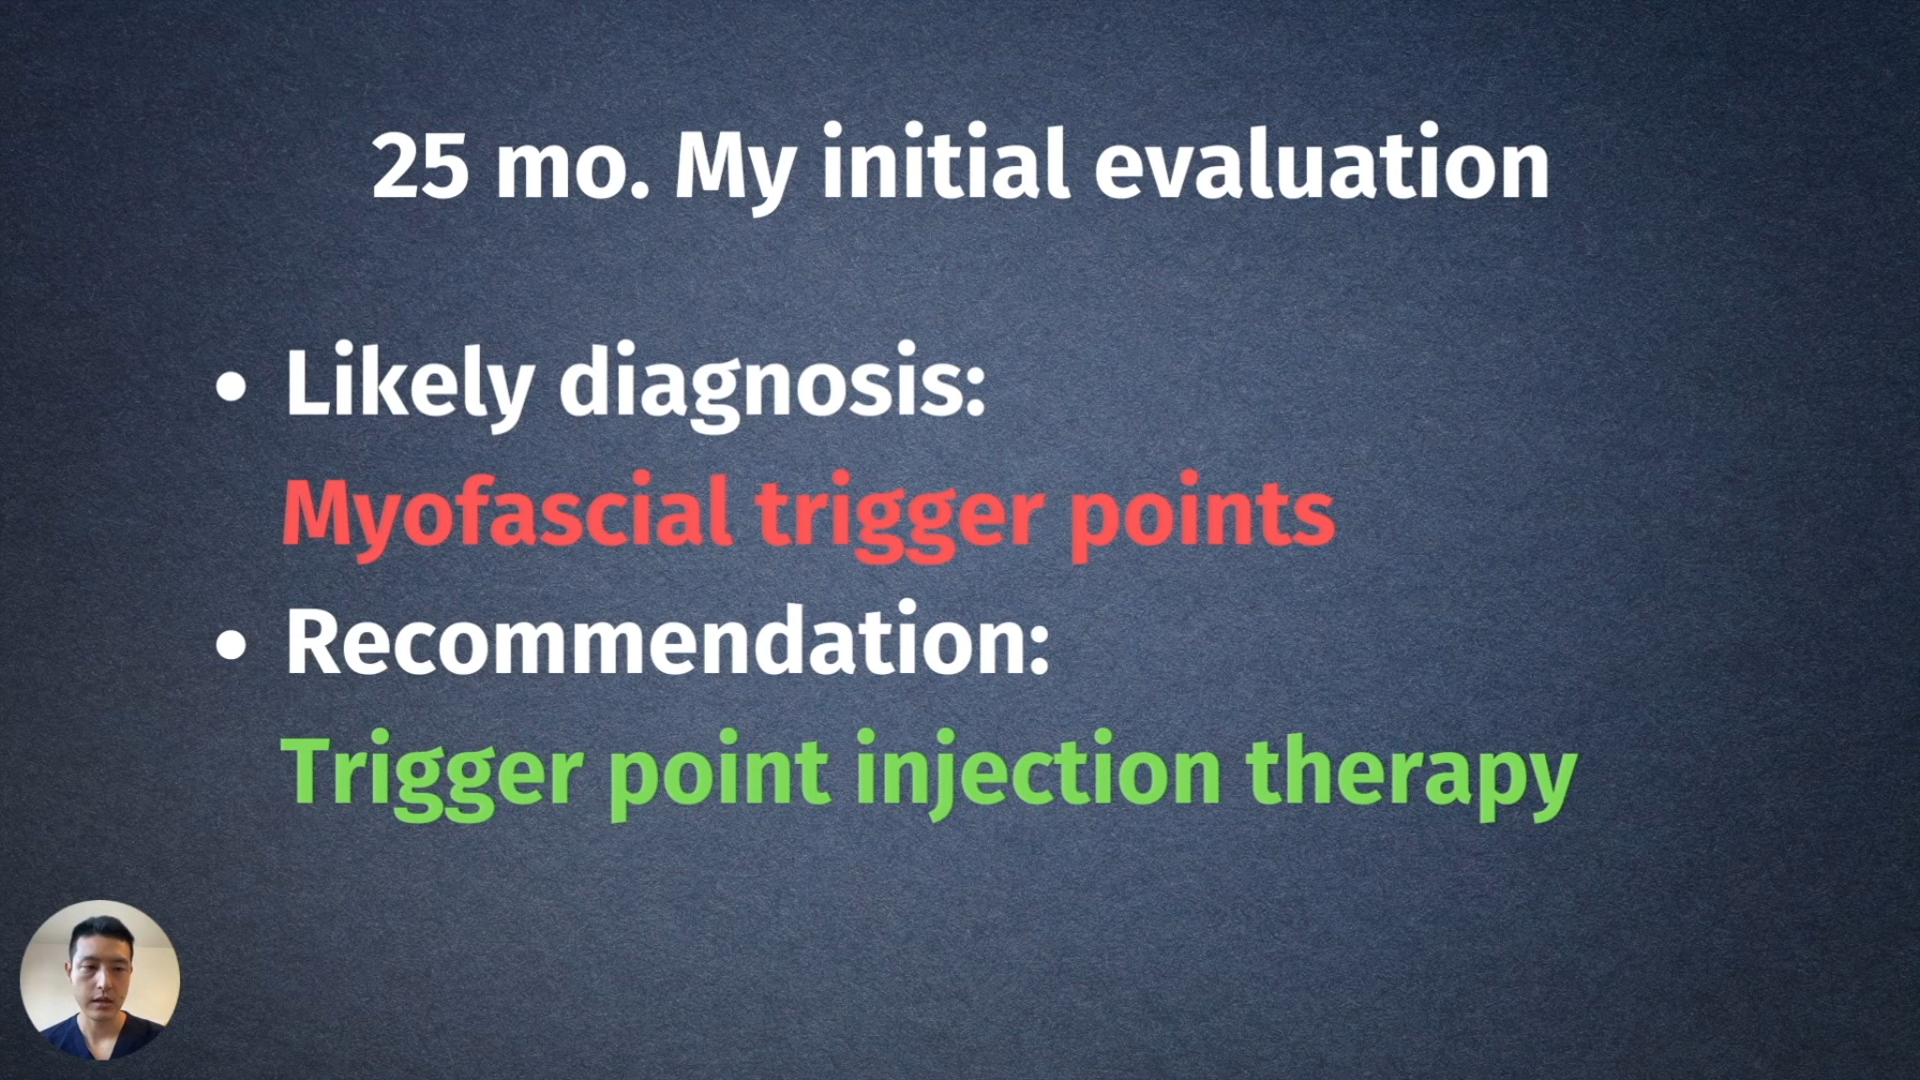 25 mo. My initial evaluation
• Likely diagnosis:
Myofascial trigger points
• Recommendation:
Trigger point injection therapy